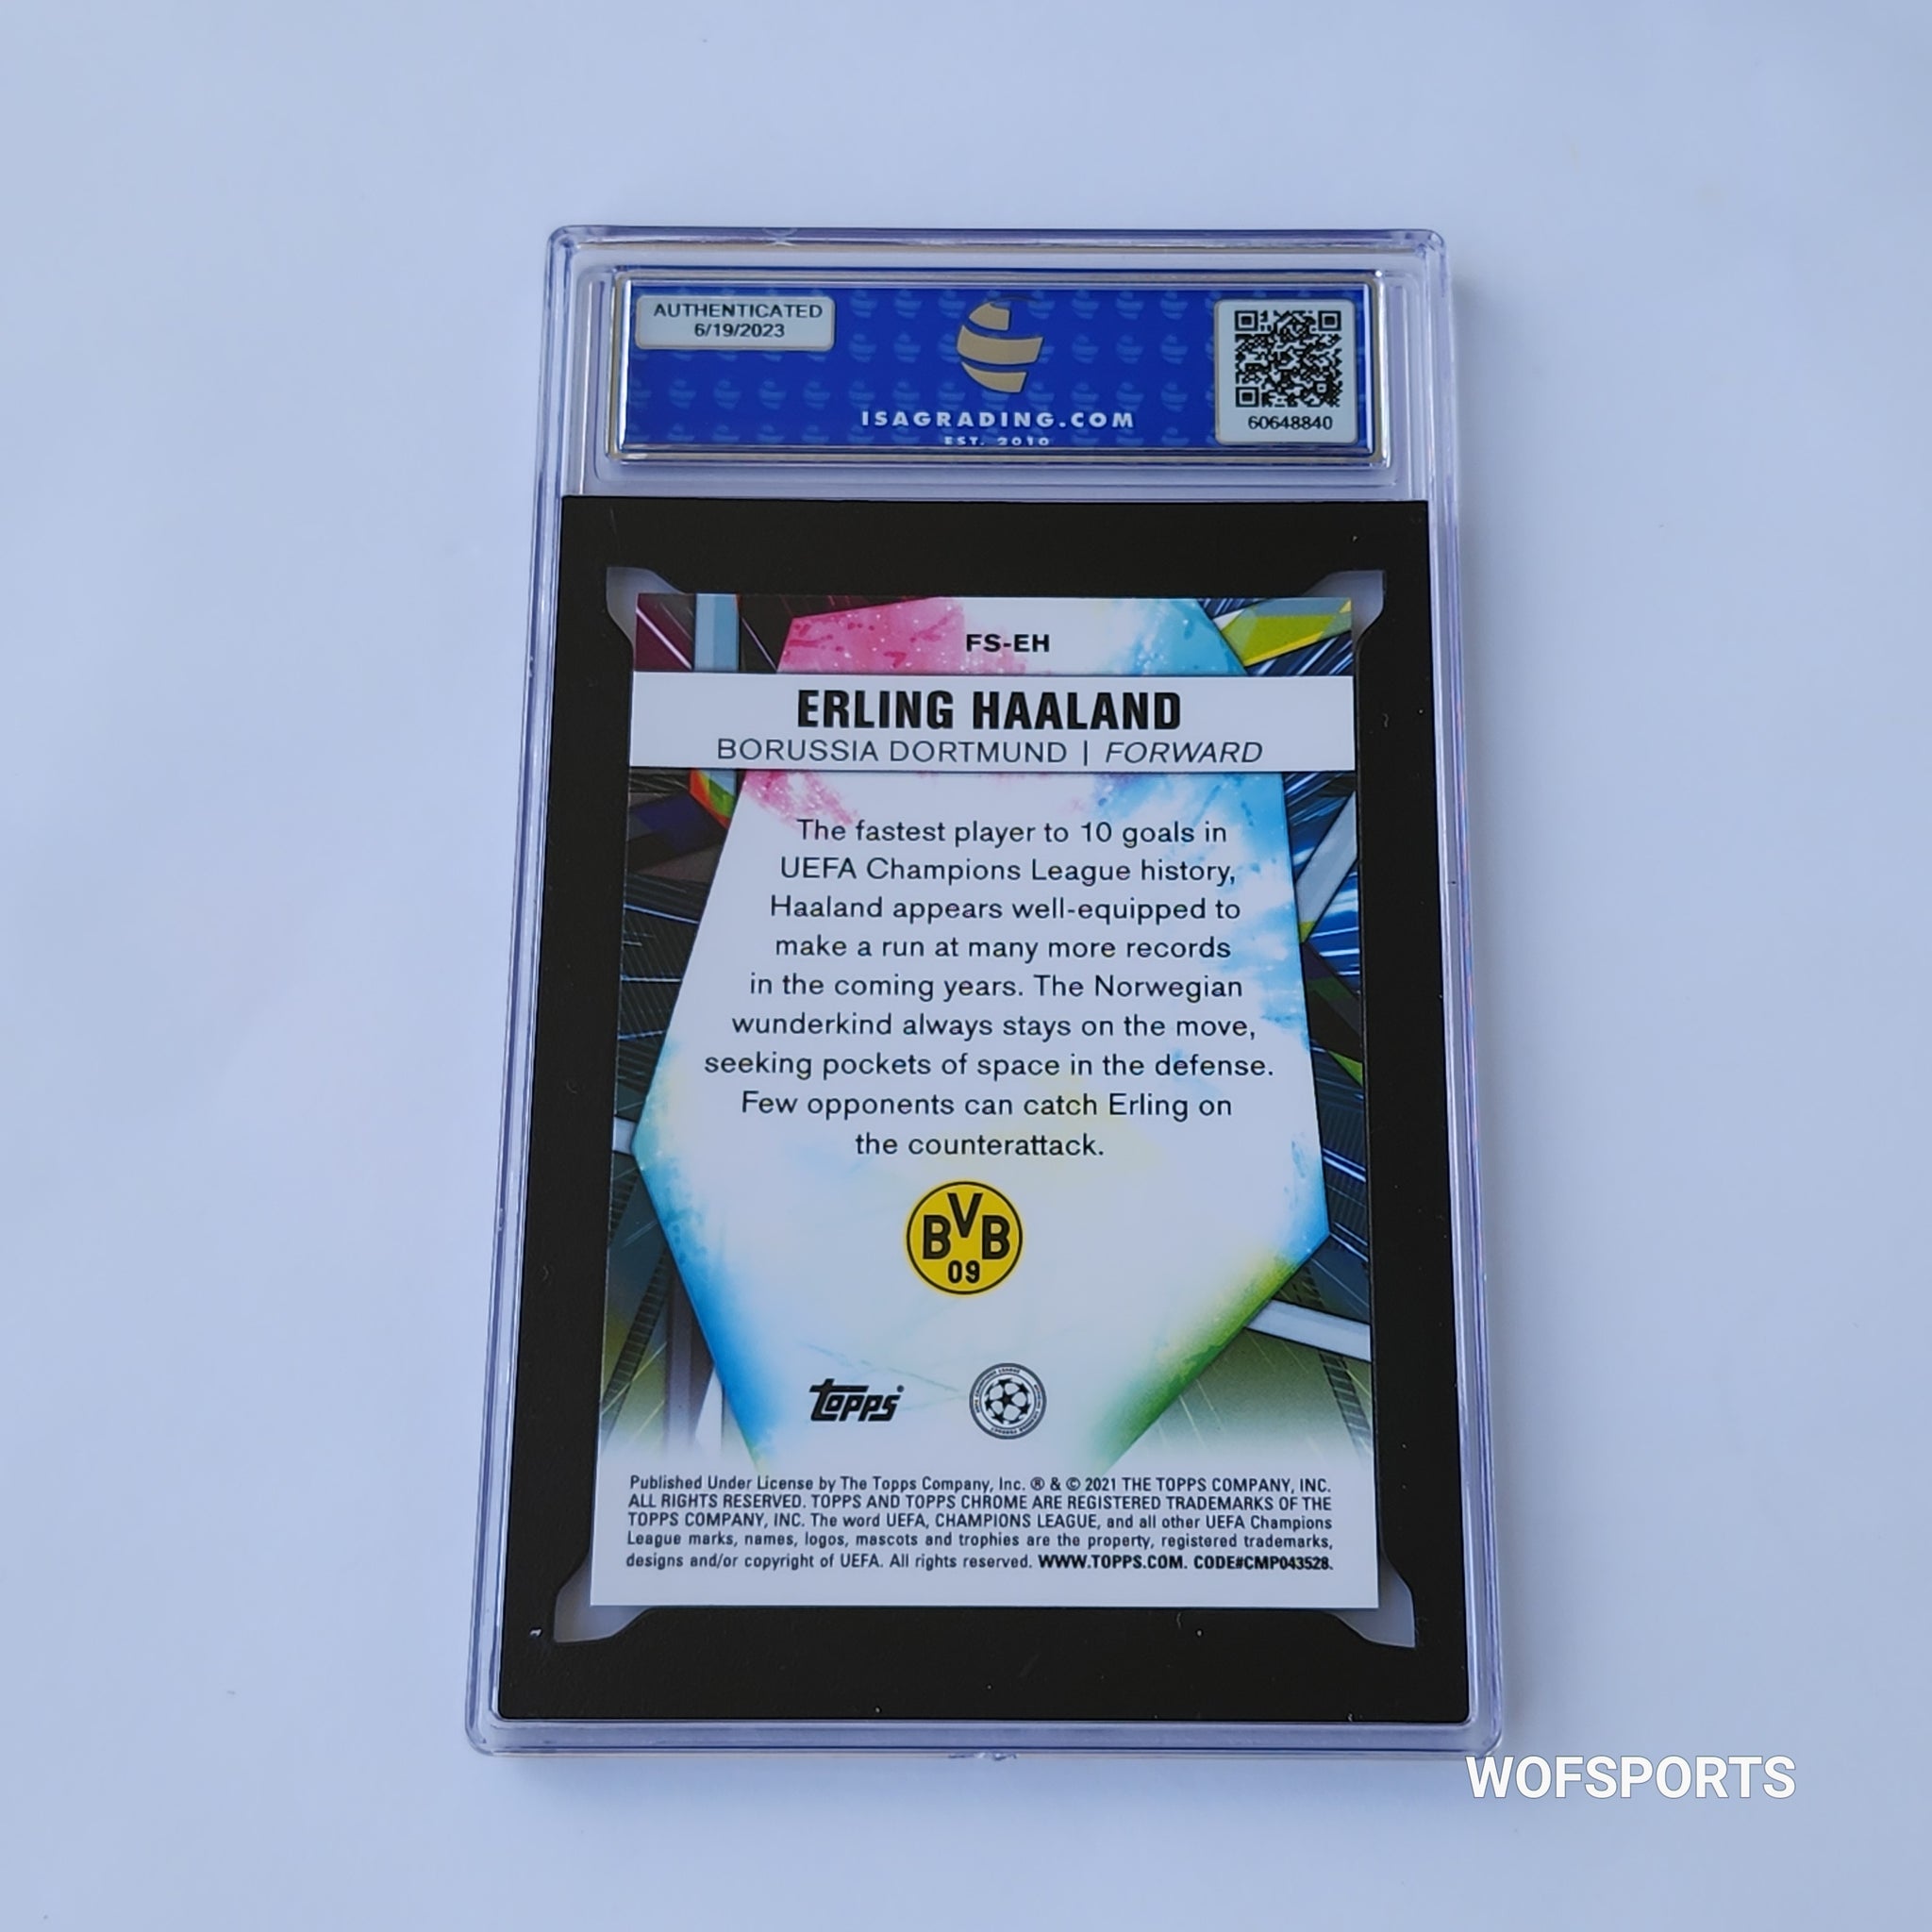 AUTHENTICATED
6/19/2023
ISAGRADING.COM
EST. 2010
60648840
FS-EH
ERLING HAALAND
BORUSSIA DORTMUND | FORWARD
The fastest player to 10 goals in
UEFA Champions League history,
Haaland appears well-equipped to
make a run at many more records
in the coming years. The Norwegian
wunderkind always stays on the move,
seeking pockets of space in the defense.
Few opponents can catch Erling on
the counterattack.
BVB
09
Topps
Published Under License by The Topps Company, Inc. ® & © 2021 THE TOPPS COMPANY, INC.
ALL RIGHTS RESERVED. TOPPS AND TOPPS CHROME ARE REGISTERED TRADEMARKS OF THE
TOPPS COMPANY, INC. The word UEFA, CHAMPIONS LEAGUE, and all other UEFA Champions
League marks, names, logos, mascots and trophies are the property, registered trademarks,
designs and/or copyright of UEFA. All rights reserved. WWW.TOPPS.COM. CODE#CMP043528.
WOFSPORTS